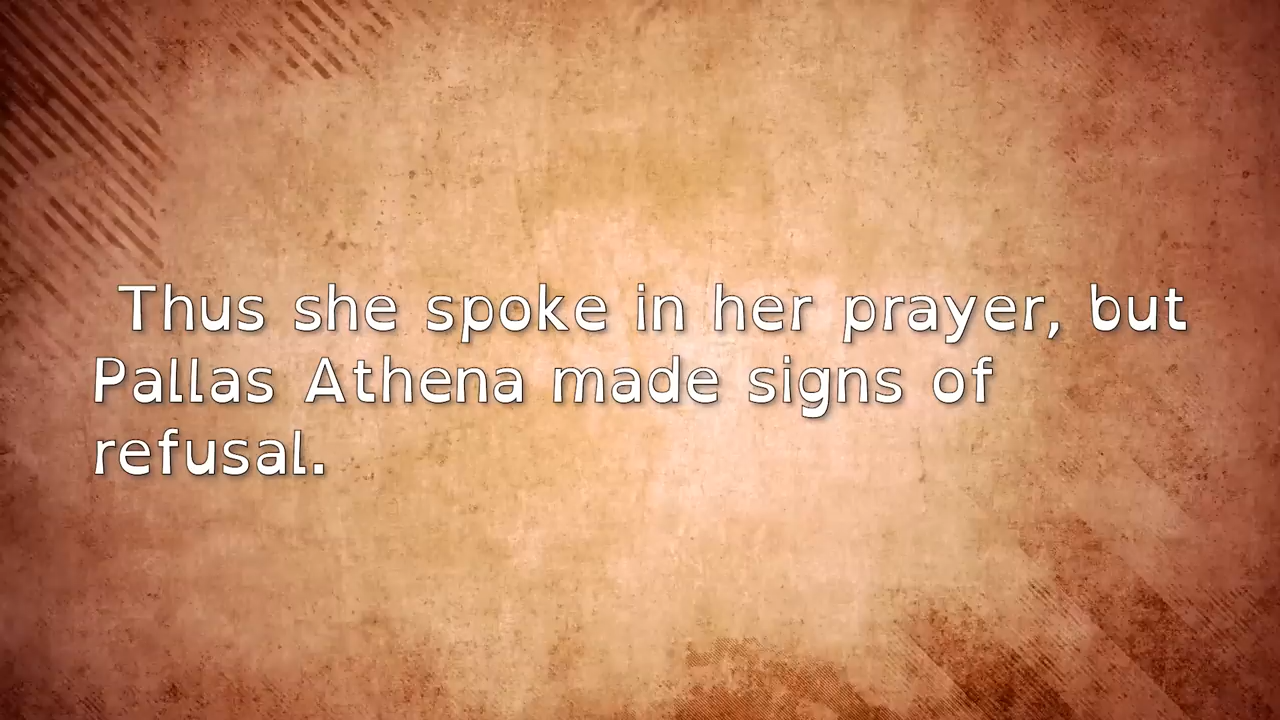 Thus she spoke in her prayer, but
Pallas Athena made signs of
refusal.